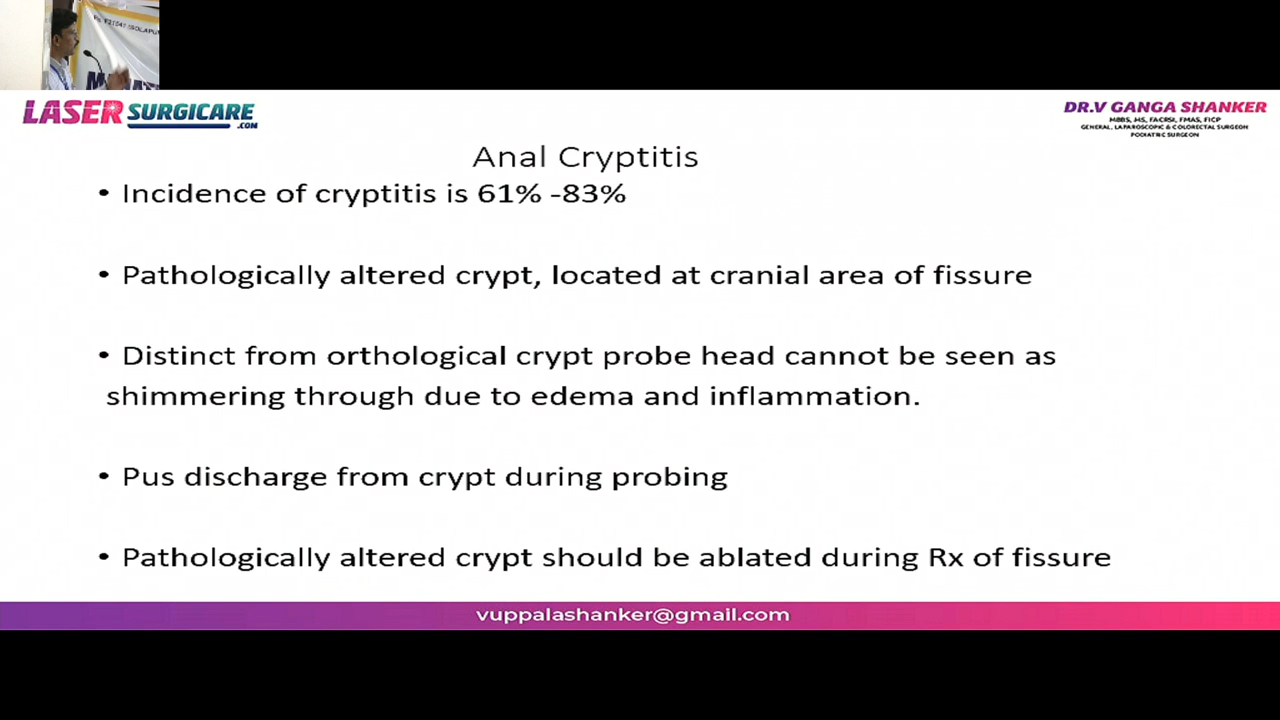 LASER SURGICARE
.COM
DR.V GANGA SHANKER
MBBS, MS, FACRSI, FMAS, FICP
GENERAL, LAPAROSCOPIC & COLORECTAL SURGEON
PODIATRIC SURGEON
Anal Cryptitis
• Incidence of cryptitis is 61% -83%
• Pathologically altered crypt, located at cranial area of fissure
• Distinct from orthological crypt probe head cannot be seen as
shimmering through due to edema and inflammation.
• Pus discharge from crypt during probing
• Pathologically altered crypt should be ablated during Rx of fissure
vuppalashanker@gmail.com